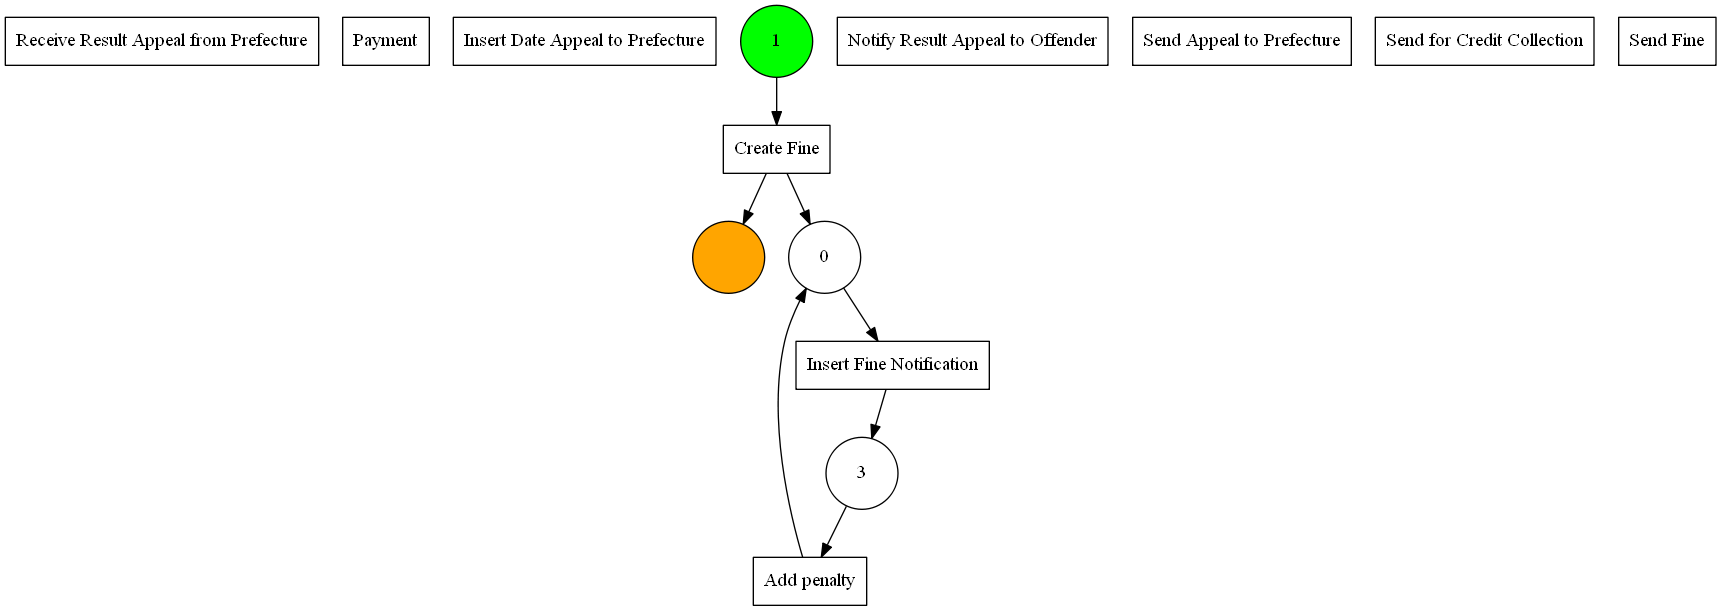 Receive Result Appeal from Prefecture
Payment
Insert Date Appeal to Prefecture
1
Notify Result Appeal to Offender
Send Appeal to Prefecture
Send for Credit Collection
Send Fine
Create Fine
0
Insert Fine Notification
3
Add penalty